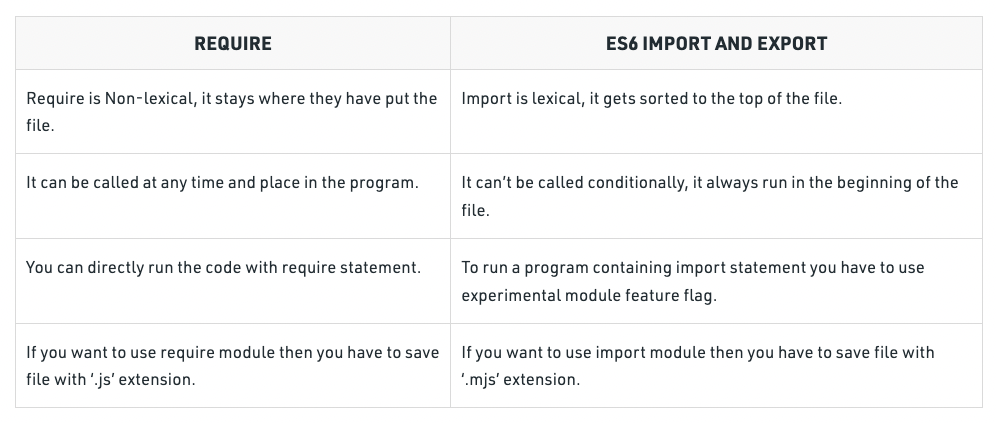 REQUIRE
ES6 IMPORT AND EXPORT
Require is Non-lexical, it stays where they have put the
file.
Import is lexical, it gets sorted to the top of the file.
It can be called at any time and place in the program.
It can’t be called conditionally, it always run in the beginning of the
file.
You can directly run the code with require statement.
To run a program containing import statement you have to use
experimental module feature flag.
If you want to use require module then you have to save
file with ‘.js’ extension.
If you want to use import module then you have to save file with
‘.mjs’ extension.